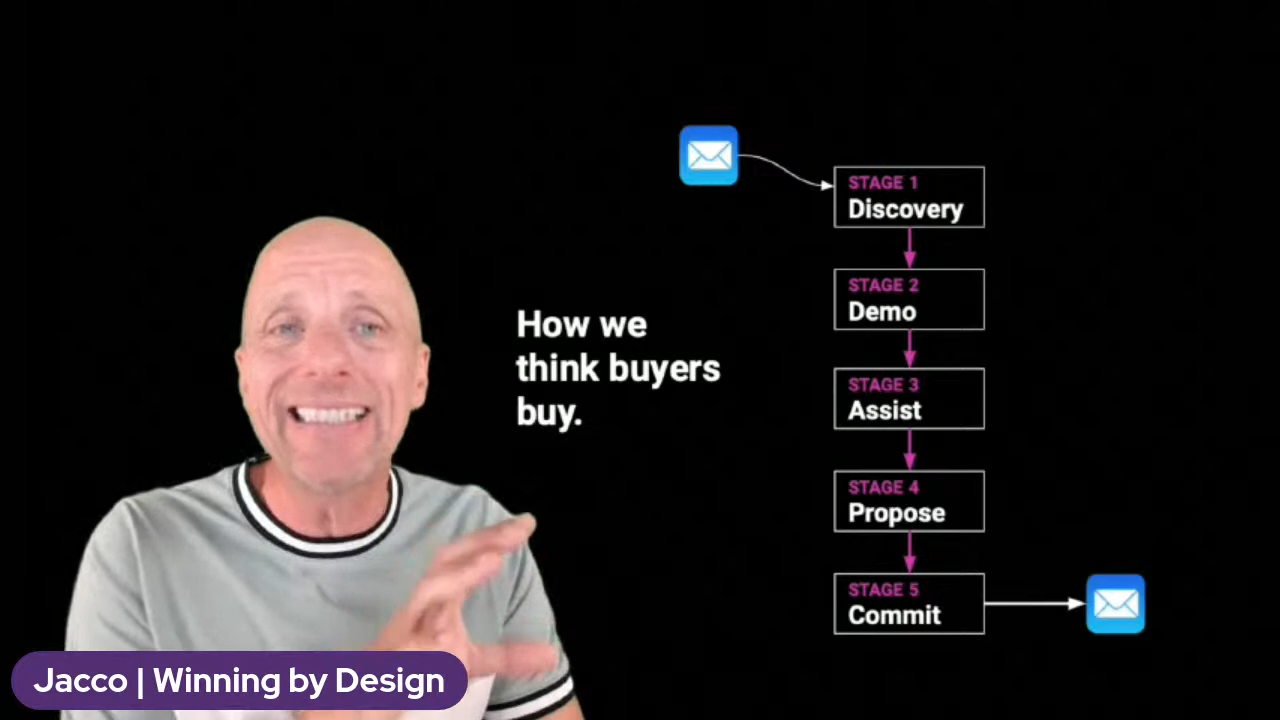 How we
think buyers
buy.
STAGE 1
Discovery
STAGE 2
Demo
STAGE 3
Assist
STAGE 4
Propose
STAGE 5
Commit
Jacco | Winning by Design